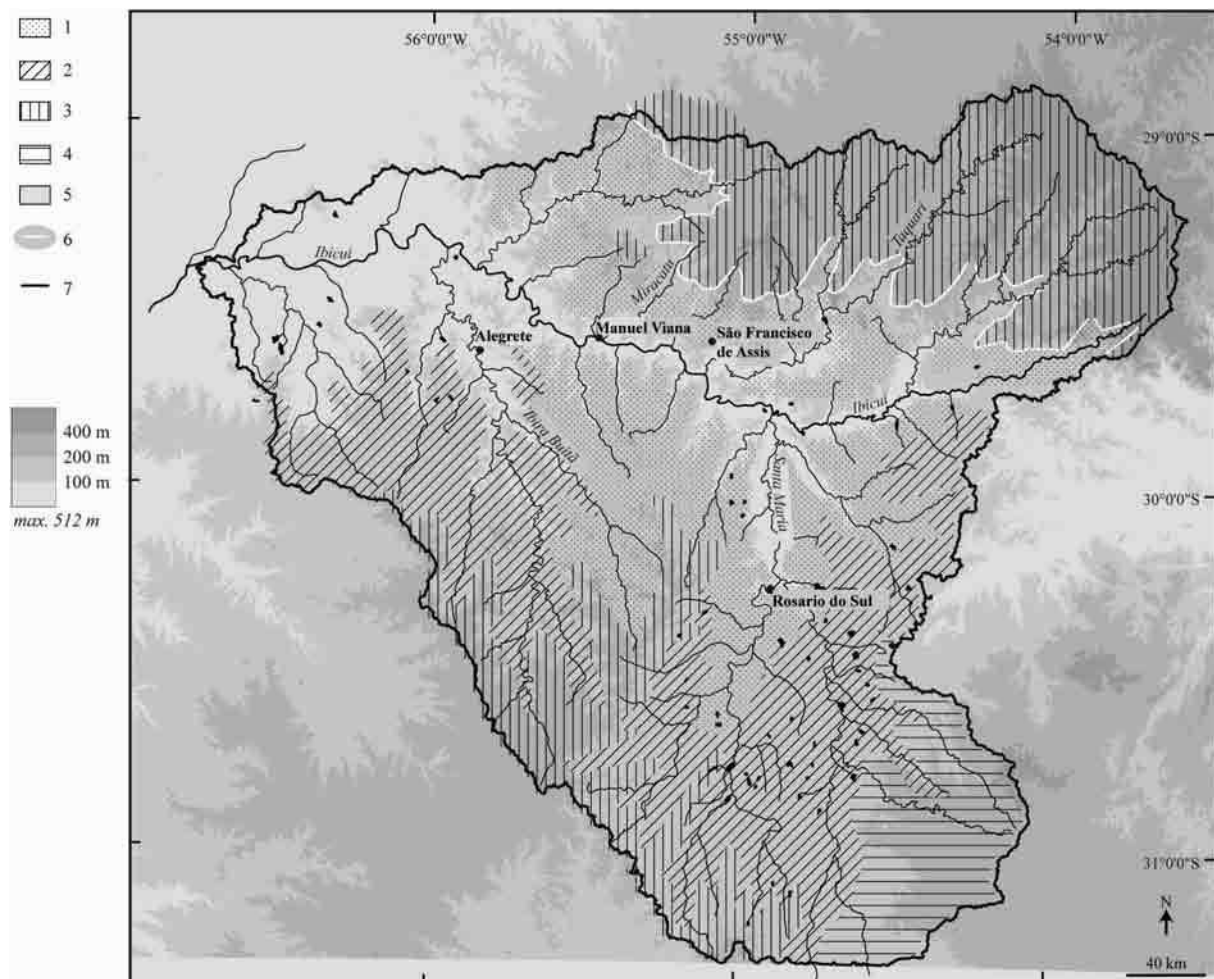 1
2
3
4
5
6
7
400 m
200 m
100 m
max. 512 m
56°0'0"W
55°0'0"W
54°0'0"W
29°0'0"S
30°0'0"S
31°0'0"S
Ibicuí
Miracatu
Taquari
Manuel Viana
Alegrete
São Francisco
de Assis
Ibicuí
Santa Maria
Rosario do Sul
N
40 km